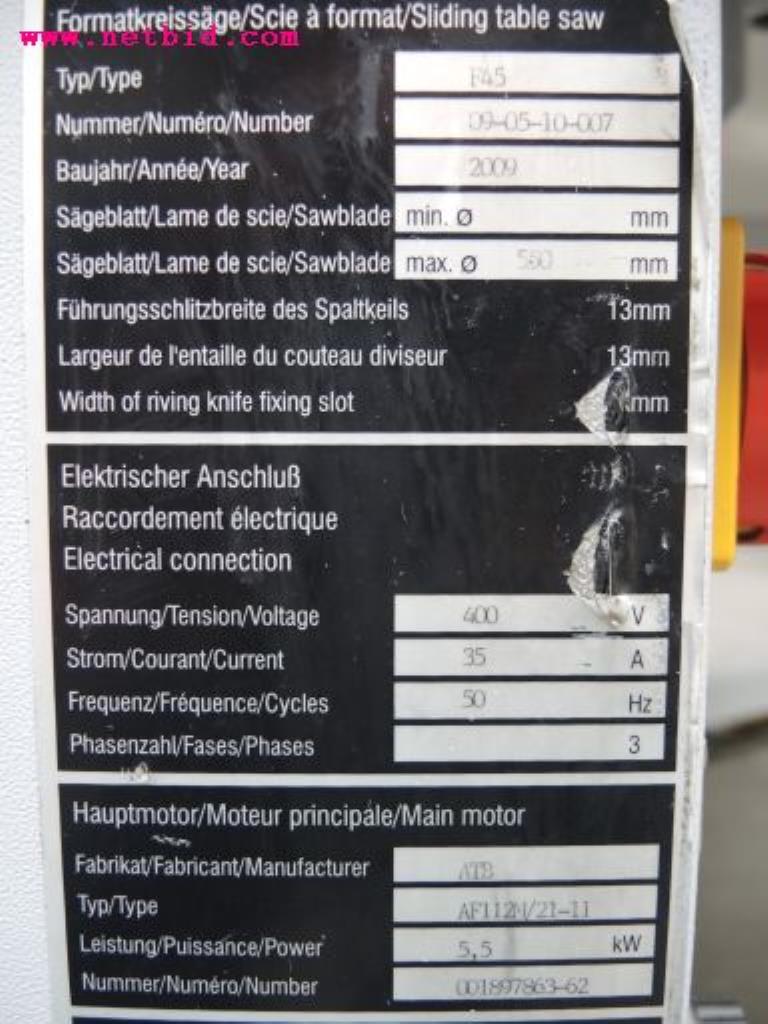 Formatkreissäge/Scie à format/Sliding table saw
www.netbid.com
Typ/Type F45
Nummer/Numéro/Number 09-05-10-007
Baujahr/Année/Year 2009
Sägeblatt/Lame de scie/Sawblade min. Ø mm
Sägeblatt/Lame de scie/Sawblade max. Ø 550 mm
Führungsschlitzbreite des Spaltkeils 13mm
Largeur de l'entaille du couteau diviseur 13mm
Width of riving knife fixing slot mm
Elektrischer Anschluß
Raccordement électrique
Electrical connection
Spannung/Tension/Voltage 400 V
Strom/Courant/Current 35 A
Frequenz/Fréquence/Cycles 50 Hz
Phasenzahl/Fases/Phases 3
Hauptmotor/Moteur principále/Main motor
Fabrikat/Fabricant/Manufacturer ATB
Typ/Type AF112M/21-11
Leistung/Puissance/Power 5,5 kW
Nummer/Numéro/Number 001897863-62